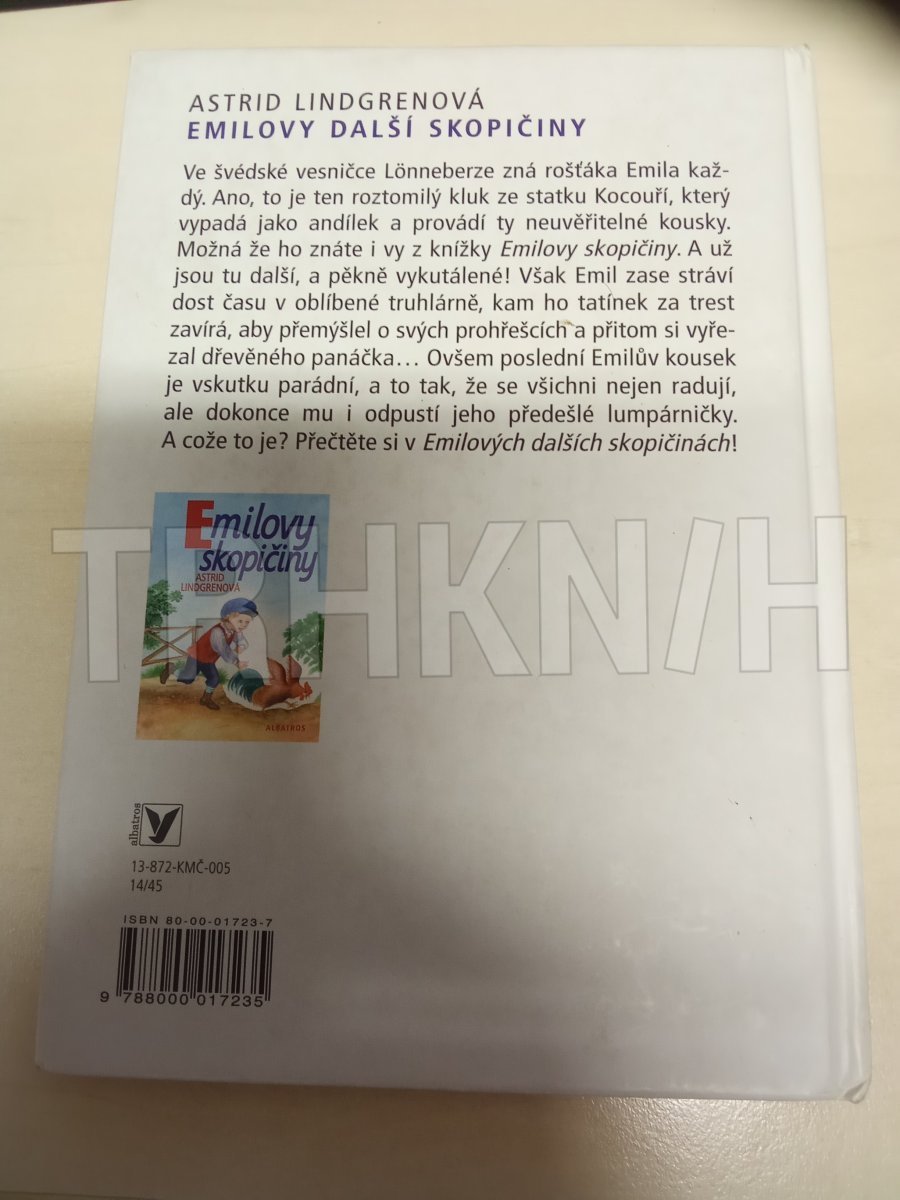 ASTRID LINDGRENOVÁ
EMILOVY DALŠÍ SKOPIČINY
Ve švédské vesničce Lönneberze zná rošťáka Emila kaž-
dý. Ano, to je ten roztomilý kluk ze statku Kocouří, který
vypadá jako andílek a provádí ty neuvěřitelné kousky.
Možná že ho znáte i vy z knížky Emilovy skopičiny. A už
jsou tu další, a pěkně vykutálené! Však Emil zase stráví
dost času v oblíbené truhlárně, kam ho tatínek za trest
zavírá, aby přemýšlel o svých prohřešcích a přitom si vyře-
zal dřevěného panáčka... Ovšem poslední Emilův kousek
je vskutku parádní, a to tak, že se všichni nejen radují,
ale dokonce mu i odpustí jeho předešlé lumpárničky.
A cože to je? Přečtěte si v Emilových dalších skopičinách!
Emilovy
skopičiny
ASTRID
LINDGRENOVÁ
TRHKNIH
ALBATROS
albatros
13-872-KMČ-005
14/45
ISBN 80-00-01723-7
9 788000 017235